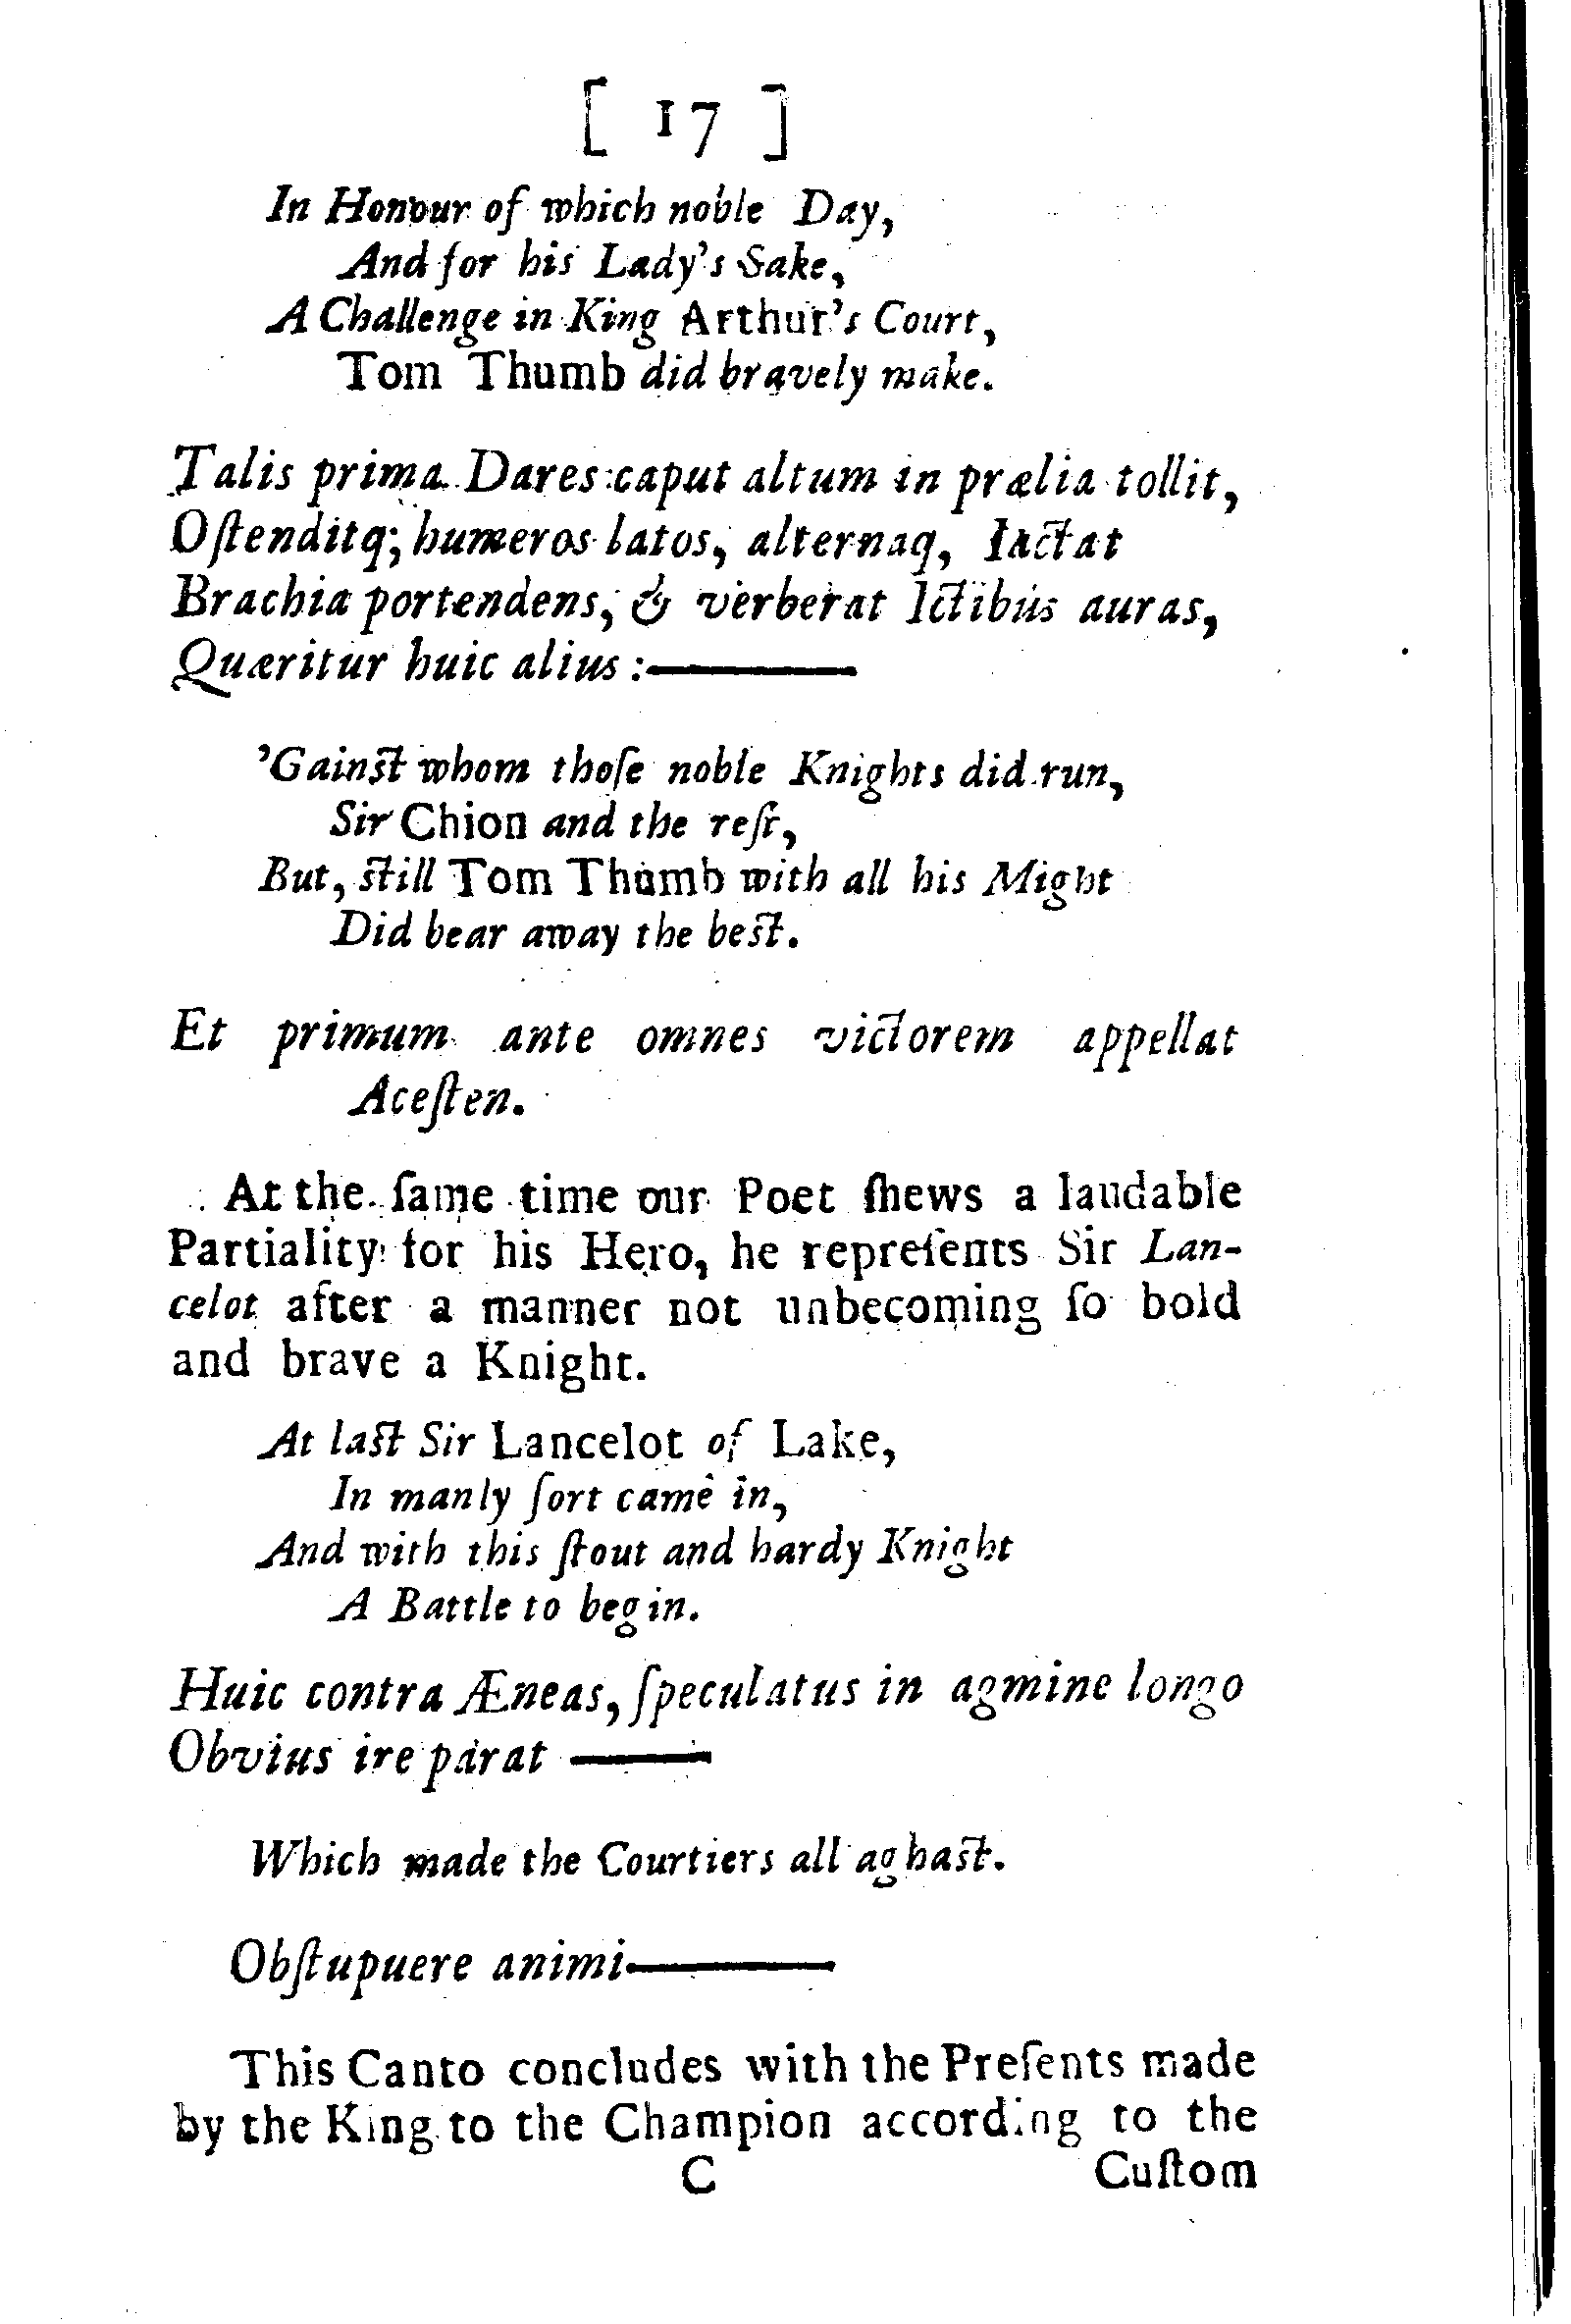 [ 17 ]
In Honour of which noble Day,
And for his Lady's Sake,
A Challenge in King Arthur's Court,
Tom Thumb did bravely make.
Talis prima Dares caput altum in prælia tollit,
Oſtenditq; humeros latos, alternaq, Iactat
Brachia portendens, & verberat Ictibus auras,
Quæritur huic alius :———
'Gainst whom thoſe noble Knights did run,
Sir Chion and the reſt,
But, still Tom Thumb with all his Might
Did bear away the best.
Et primum ante omnes victorem appellat
Aceſten.
At the ſame time our Poet ſhews a laudable
Partiality for his Hero, he repreſents Sir Lan-
celot after a manner not unbecoming ſo bold
and brave a Knight.
At last Sir Lancelot of Lake,
In manly ſort came in,
And with this ſtout and hardy Knight
A Battle to begin.
Huic contra Æneas, ſpeculatus in agmine longo
Obvius ire parat ———
Which made the Courtiers all aghast.
Obſtupuere animi———
This Canto concludes with the Preſents made
by the King to the Champion according to the
C Cuſtom